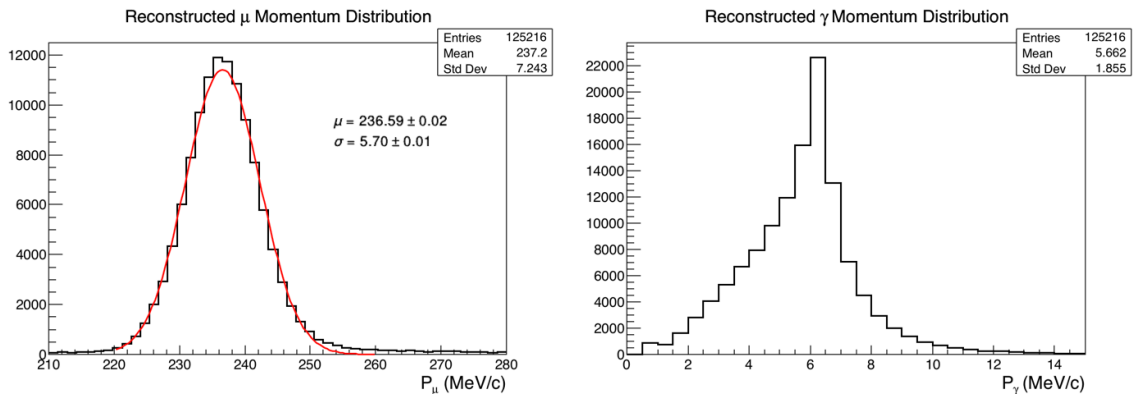 Reconstructed μ Momentum Distribution
Entries 125216
Mean 237.2
Std Dev 7.243
μ = 236.59 ± 0.02
σ = 5.70 ± 0.01
12000
10000
8000
6000
4000
2000
0
210 220 230 240 250 260 270 280
P_μ (MeV/c)
Reconstructed γ Momentum Distribution
Entries 125216
Mean 5.662
Std Dev 1.855
22000
20000
18000
16000
14000
12000
10000
8000
6000
4000
2000
0
0 2 4 6 8 10 12 14
P_γ (MeV/c)